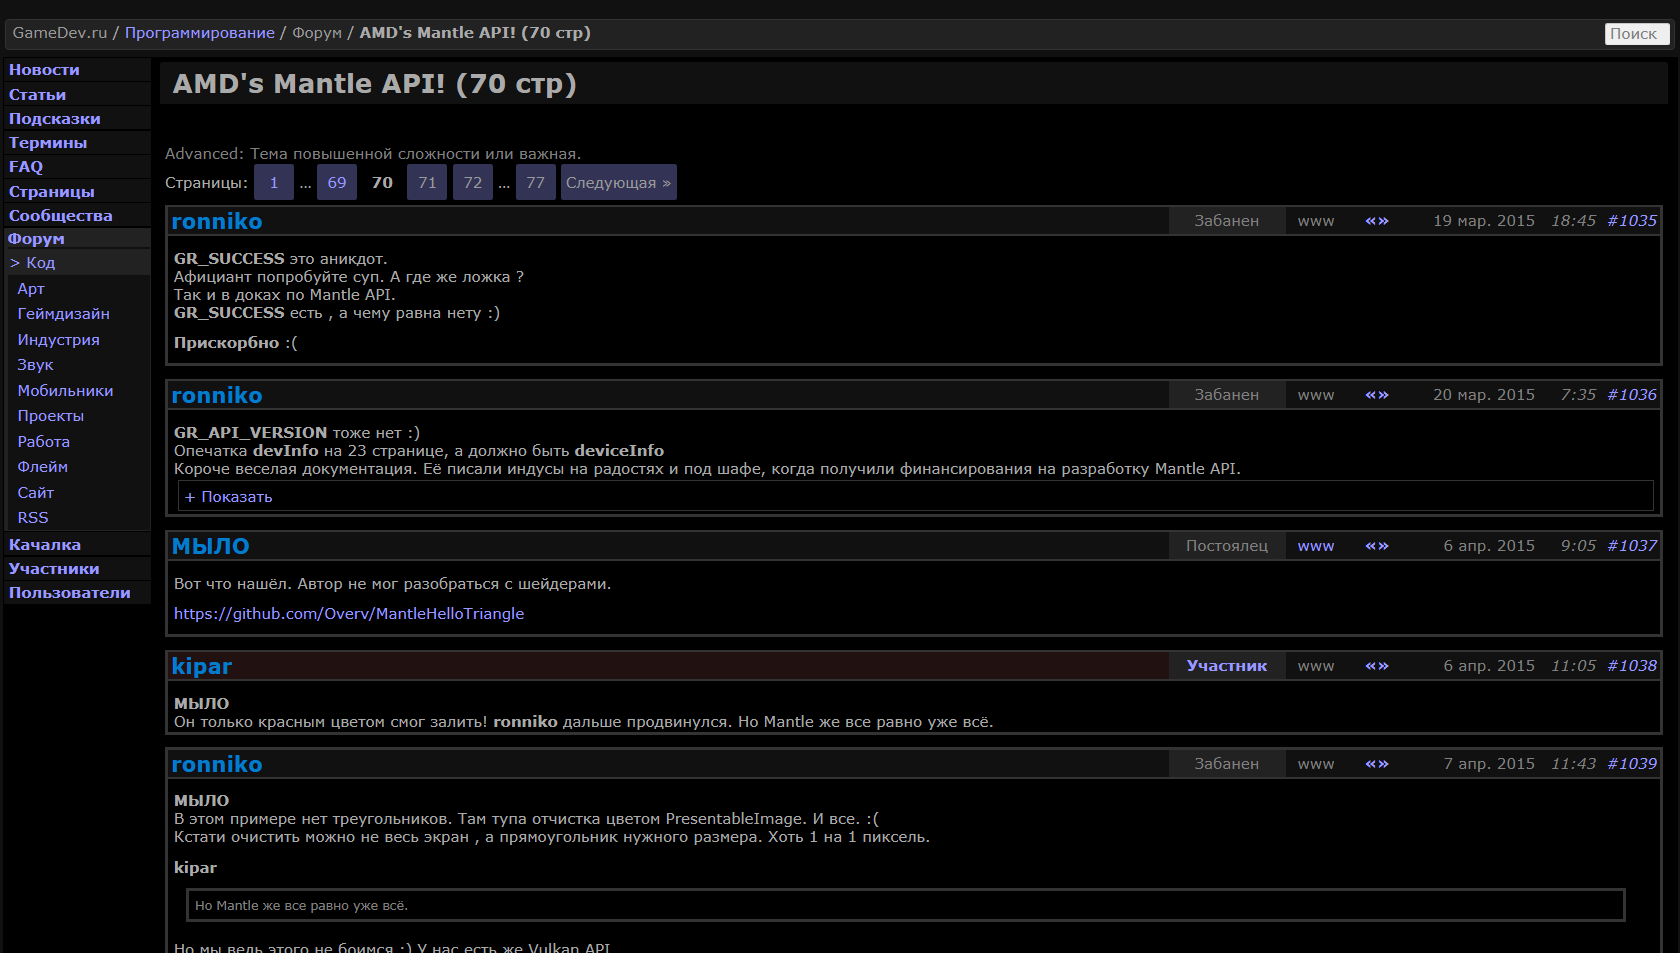 GameDev.ru / Программирование / Форум / AMD's Mantle API! (70 стр)
Поиск
Новости
Статьи
Подсказки
Термины
FAQ
Страницы
Сообщества
Форум
> Код
Арт
Геймдизайн
Индустрия
Звук
Мобильники
Проекты
Работа
Флейм
Сайт
RSS
Качалка
Участники
Пользователи
AMD's Mantle API! (70 стр)
Advanced: Тема повышенной сложности или важная.
Страницы: 1 ... 69 70 71 72 ... 77 Следующая »
ronniko Забанен www «» 19 мар. 2015 18:45 #1035
GR_SUCCESS это аникдот.
Афициант попробуйте суп. А где же ложка ?
Так и в доках по Mantle API.
GR_SUCCESS есть , а чему равна нету :)
Прискорбно :(
ronniko Забанен www «» 20 мар. 2015 7:35 #1036
GR_API_VERSION тоже нет :)
Опечатка devInfo на 23 странице, а должно быть deviceInfo
Короче веселая документация. Её писали индусы на радостях и под шафе, когда получили финансирования на разработку Mantle API.
+ Показать
МЫЛО Постоялец www «» 6 апр. 2015 9:05 #1037
Вот что нашёл. Автор не мог разобраться с шейдерами.
https://github.com/Overv/MantleHelloTriangle
kipar Участник www «» 6 апр. 2015 11:05 #1038
МЫЛО
Он только красным цветом смог залить! ronniko дальше продвинулся. Но Mantle же все равно уже всё.
ronniko Забанен www «» 7 апр. 2015 11:43 #1039
МЫЛО
В этом примере нет треугольников. Там тупа отчистка цветом PresentableImage. И все. :(
Кстати очистить можно не весь экран , а прямоугольник нужного размера. Хоть 1 на 1 пиксель.
kipar
Но Mantle же все равно уже всё.
Но мы ведь этого не боимся :) У нас есть же Vulkan API